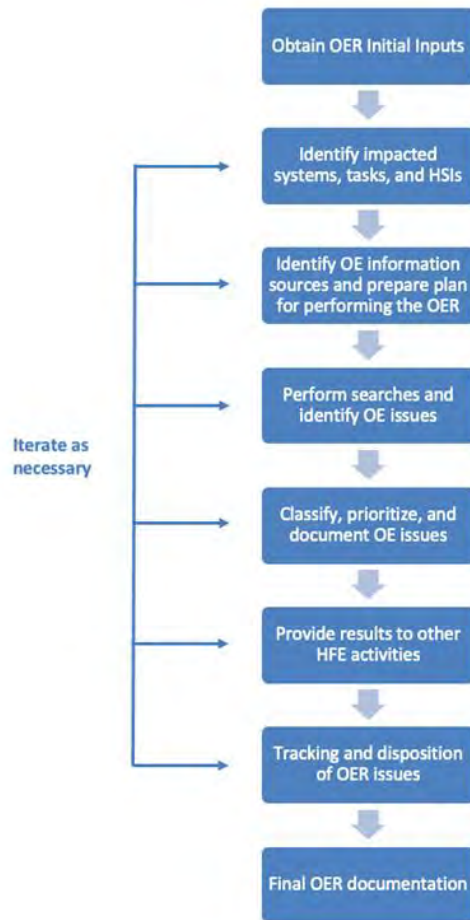 Obtain OER Initial Inputs
Identify impacted
systems, tasks, and HSIs
Identify OE information
sources and prepare plan
for performing the OER
Perform searches and
identify OE issues
Iterate as
necessary
Classify, prioritize, and
document OE issues
Provide results to other
HFE activities
Tracking and disposition
of OER issues
Final OER documentation